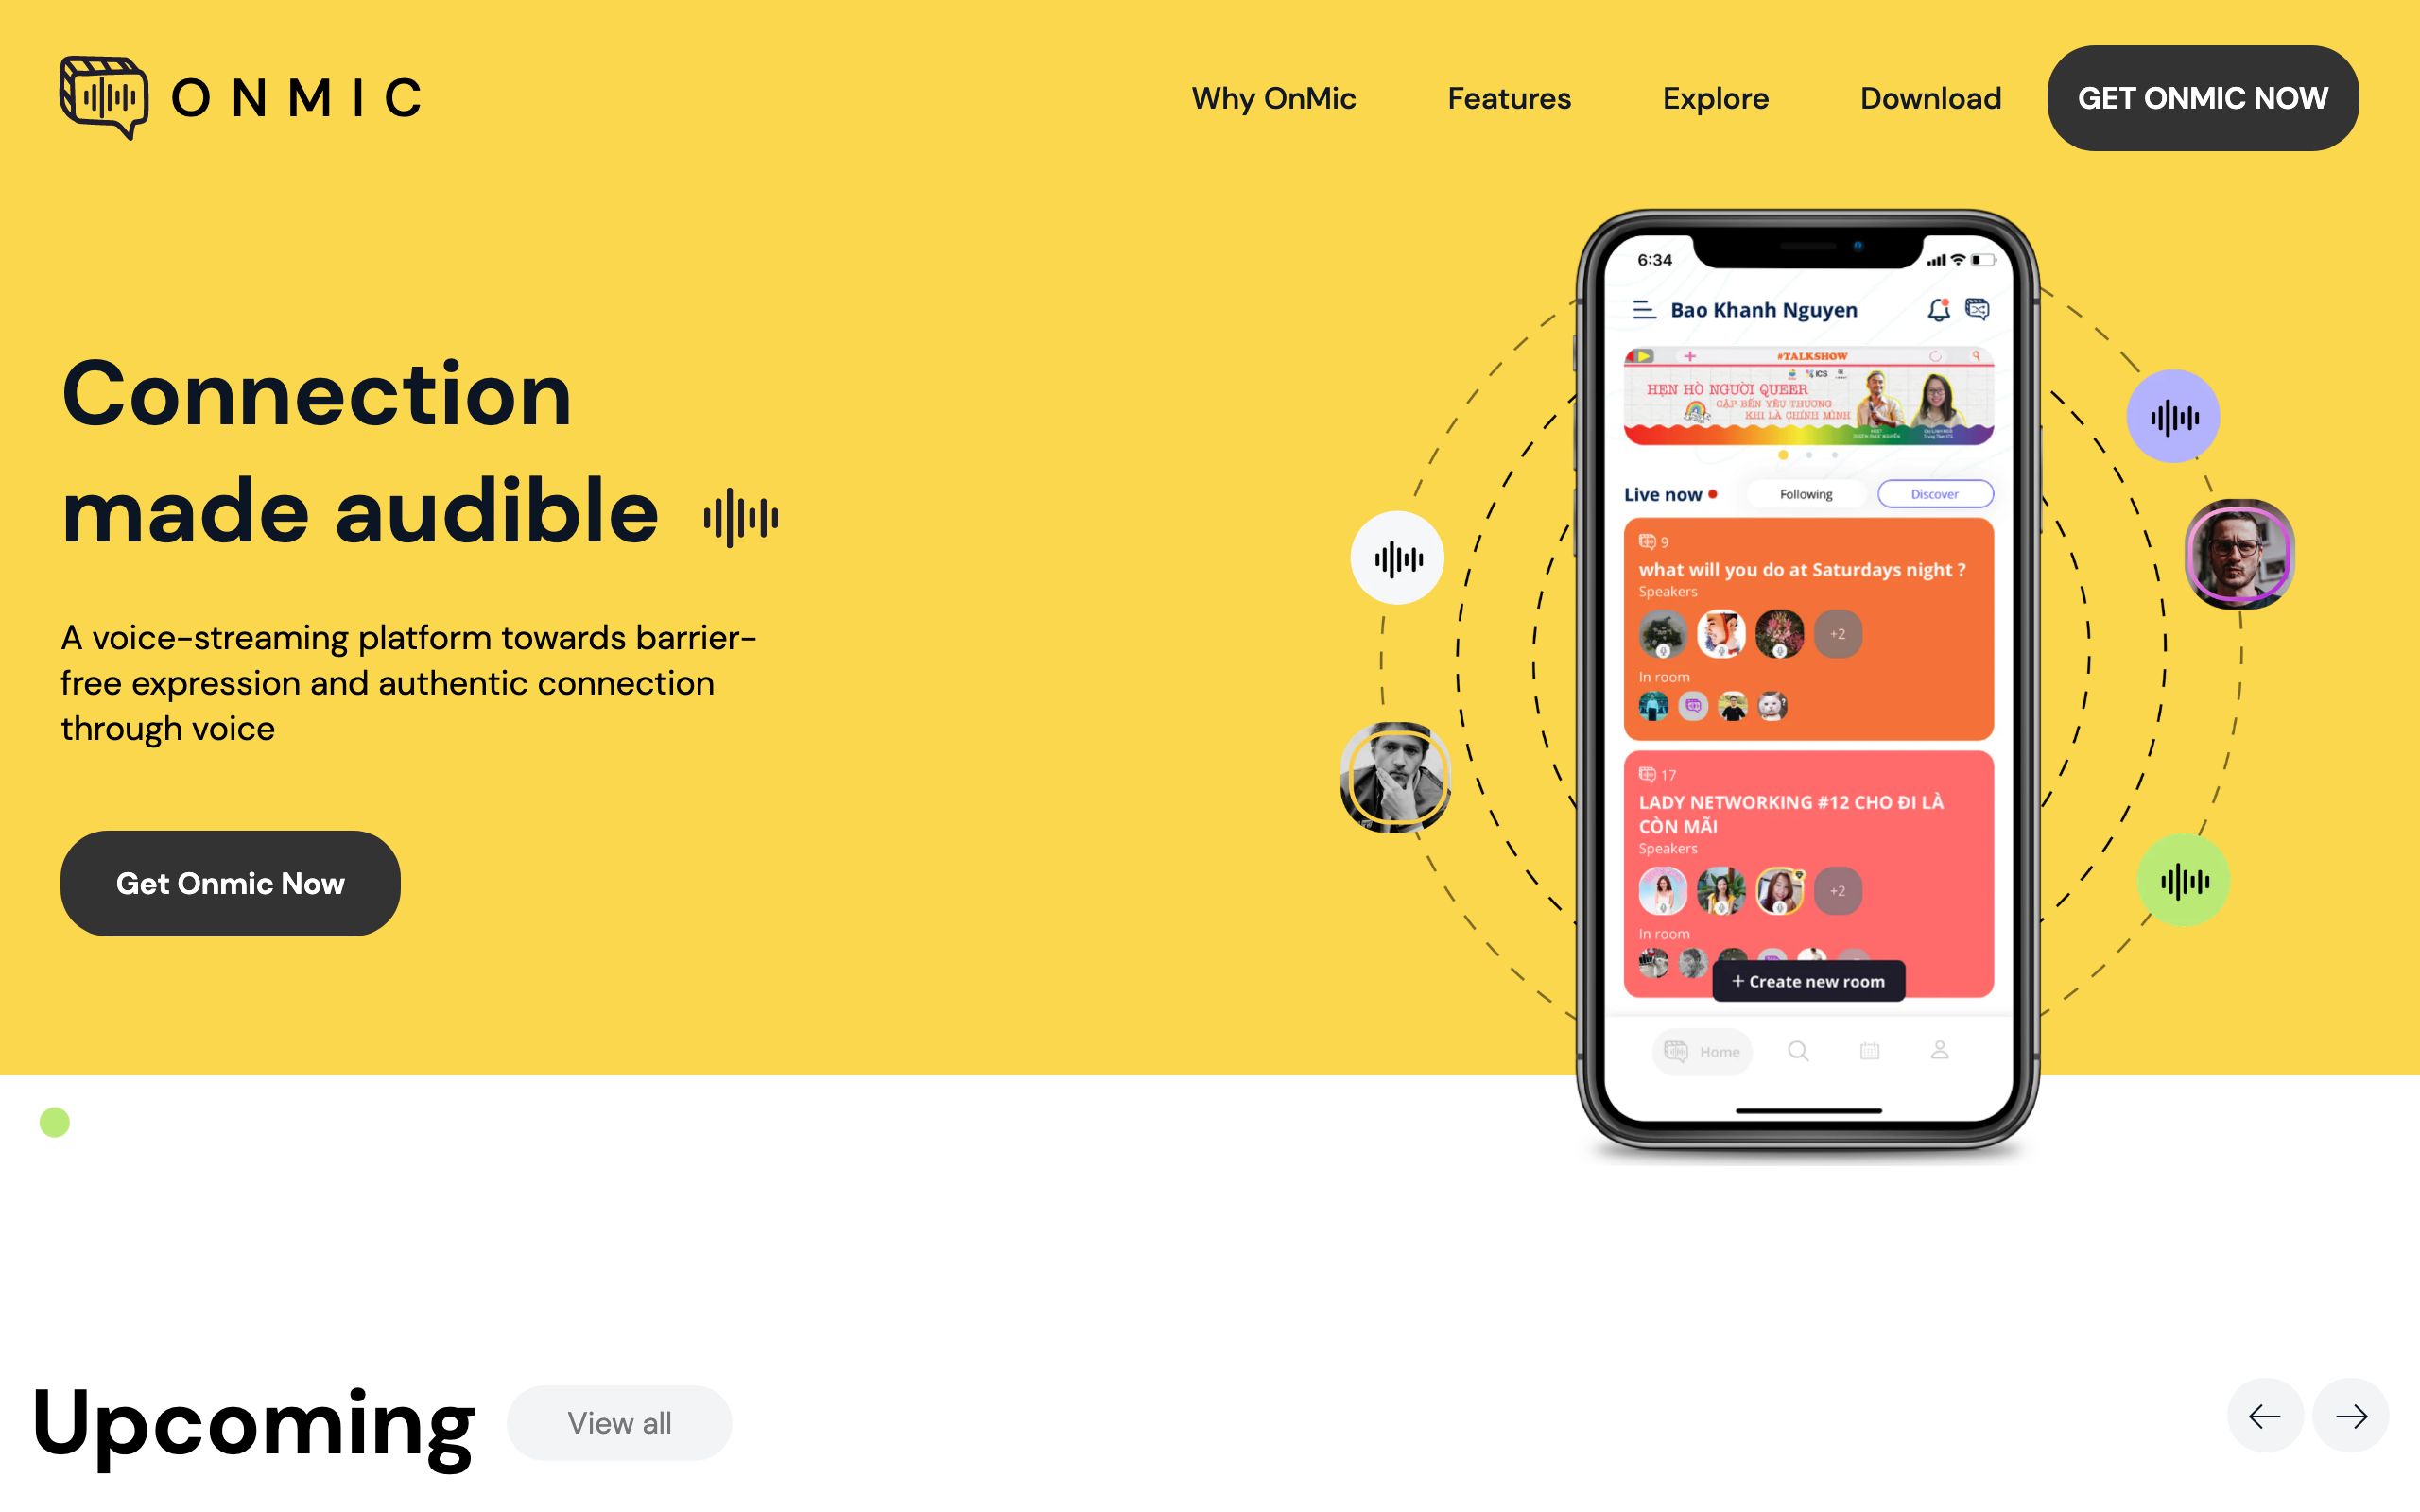 ONMIC
Why OnMic
Features
Explore
Download
GET ONMIC NOW
Connection
made audible
A voice-streaming platform towards barrier-
free expression and authentic connection
through voice
Get Onmic Now
6:34
Bao Khanh Nguyen
#TALKSHOW
ICS
HẸN HÒ NGƯỜI QUEER
CẬP BẾN YÊU THƯƠNG
KHI LÀ CHÍNH MÌNH
Live now
Following
Discover
9
what will you do at Saturdays night ?
Speakers
+2
In room
17
LADY NETWORKING #12 CHO ĐI LÀ
CÒN MÃI
Speakers
+2
In room
+ Create new room
Home
Upcoming
View all